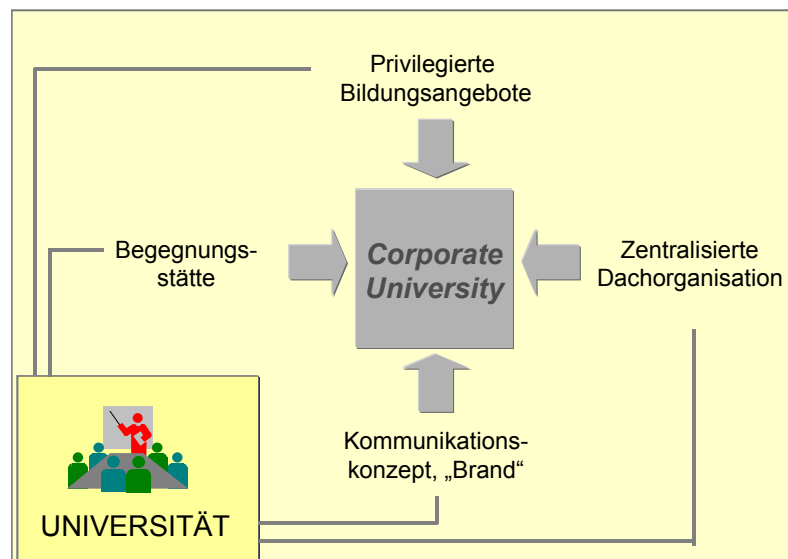 Privilegierte
Bildungsangebote
Begegnungs-
stätte
Corporate
University
Zentralisierte
Dachorganisation
Kommunikations-
konzept, „Brand“
UNIVERSITÄT